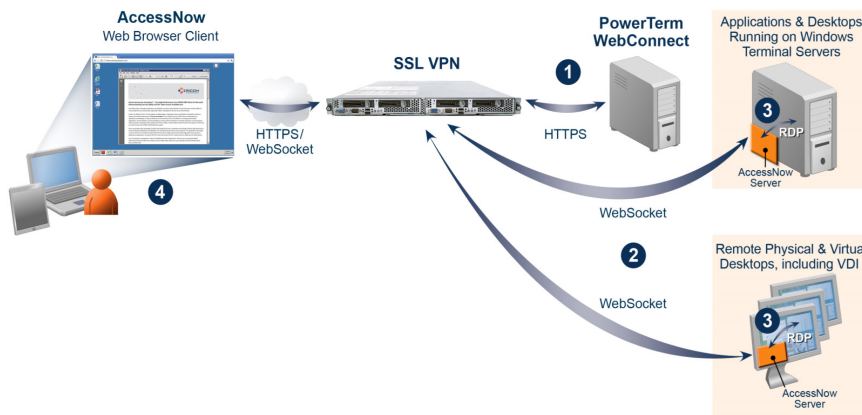 AccessNow
Web Browser Client
HTTPS/
WebSocket
4
SSL VPN
1
HTTPS
PowerTerm
WebConnect
Applications & Desktops
Running on Windows
Terminal Servers
3
RDP
AccessNow
Server
WebSocket
2
WebSocket
Remote Physical & Virtual
Desktops, including VDI
3
RDP
AccessNow
Server